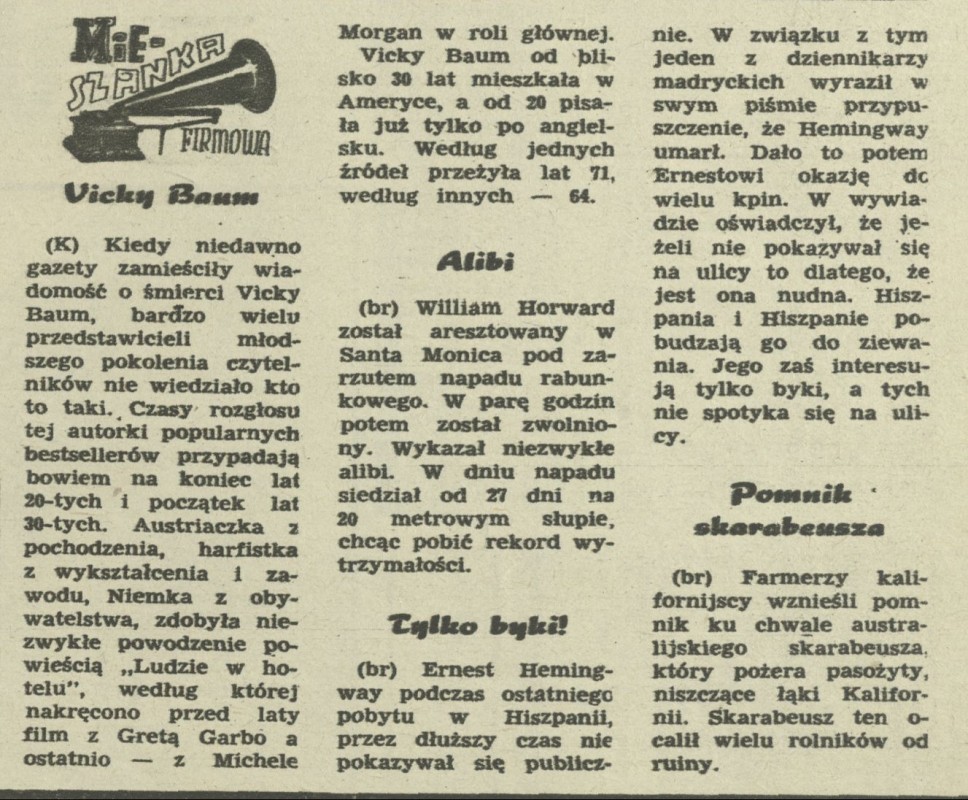 MIE-
SZANKA
FIRMOWA
Vicky Baum
(K) Kiedy niedawno
gazety zamieściły wia-
domość o śmierci Vicky
Baum, bardzo wielu
przedstawicieli młod-
szego pokolenia czytel-
ników nie wiedziało kto
to taki. Czasy rozgłosu
tej autorki popularnych
bestsellerów przypadają
bowiem na koniec lat
20-tych i początek lat
30-tych. Austriaczka z
pochodzenia, harfistka
z wykształcenia i za-
wodu, Niemka z oby-
watelstwa, zdobyła nie-
zwykłe powodzenie po-
wieścią „Ludzie w ho-
telu”, według której
nakręcono przed laty
film z Gretą Garbo a
ostatnio — z Michele
Morgan w roli głównej.
Vicky Baum od bli-
sko 30 lat mieszkała w
Ameryce, a od 20 pisa-
ła już tylko po angiel-
sku. Według jednych
źródeł przeżyła lat 71,
według innych — 64.
Alibi
(br) William Horward
został aresztowany w
Santa Monica pod za-
rzutem napadu rabun-
kowego. W parę godzin
potem został zwolnio-
ny. Wykazał niezwykłe
alibi. W dniu napadu
siedział od 27 dni na
20 metrowym słupie,
chcąc pobić rekord wy-
trzymałości.
Tylko byki!
(br) Ernest Heming-
way podczas ostatniego
pobytu w Hiszpanii,
przez dłuższy czas nie
pokazywał się publicz-
nie. W związku z tym
jeden z dziennikarzy
madryckich wyraził w
swym piśmie przypu-
szczenie, że Hemingway
umarł. Dało to potem
Ernestowi okazję do
wielu kpin. W wywia-
dzie oświadczył, że je-
żeli nie pokazywał się
na ulicy to dlatego, że
jest ona nudna. Hisz-
pania i Hiszpanie po-
budzają go do ziewa-
nia. Jego zaś interesu-
ją tylko byki, a tych
nie spotyka się na uli-
cy.
Pomnik
skarabeusza
(br) Farmerzy kali-
fornijscy wznieśli pom-
nik ku chwale austra-
lijskiego skarabeusza,
który pożera pasożyty,
niszczące łąki Kalifor-
nii. Skarabeusz ten o-
calił wielu rolników od
ruiny.